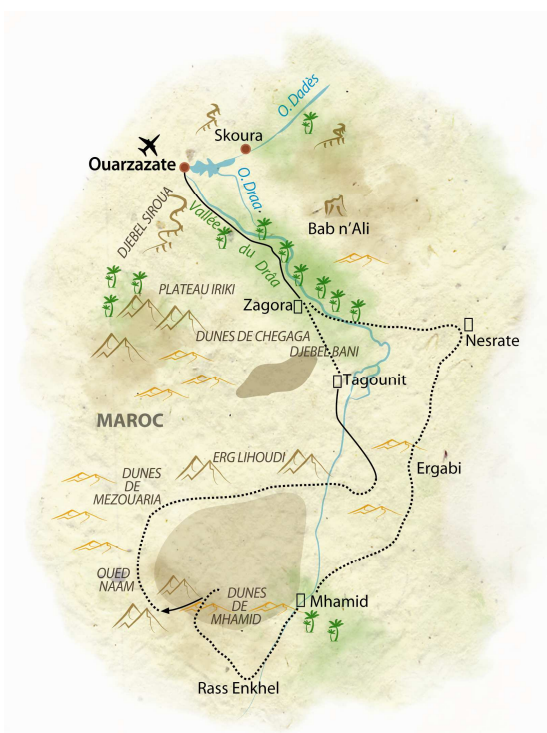 O. Dadès
Skoura
Ouarzazate
O. Draa.
DJEBEL SIROUA
Vallée
du Drâa
Bab n'Ali
PLATEAU IRIKI
Zagora
DUNES DE CHEGAGA
Nesrate
DJEBEL BANI
Tagounit
MAROC
ERG LIHOUDI
Ergabi
DUNES
DE
MEZOUARIA
OUED
NAAM
DUNES
DE
MHAMID
Mhamid
Rass Enkhel